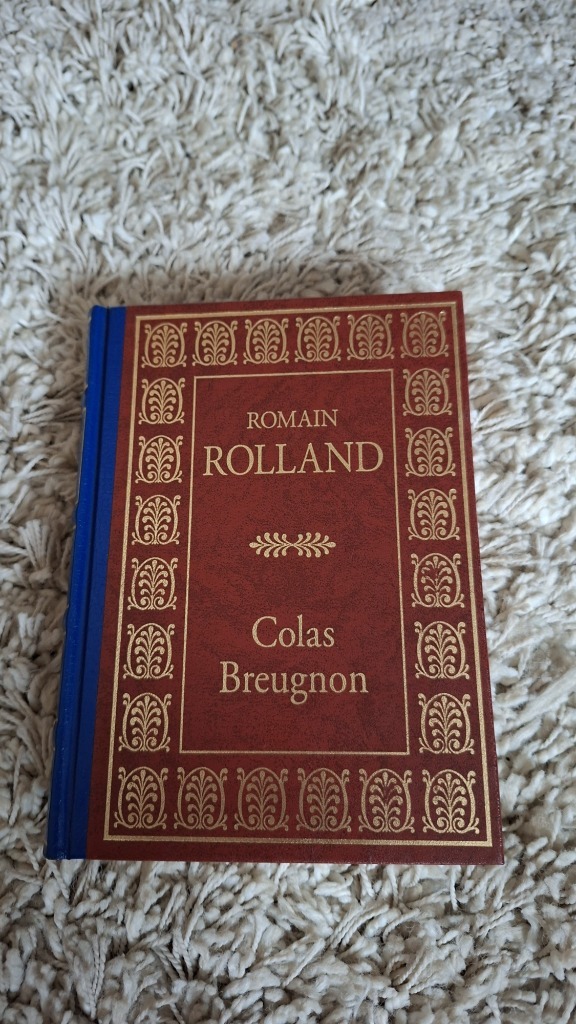 ROMAIN
ROLLAND
Colas
Breugnon